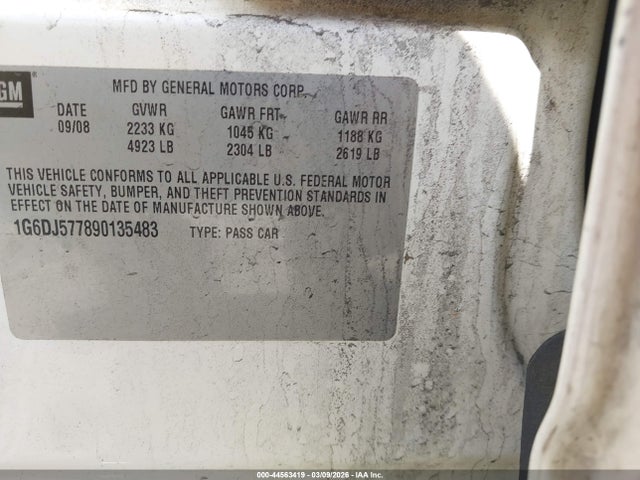 GM®
MFD BY GENERAL MOTORS CORP.
DATE GVWR GAWR FRT GAWR RR
09/08 2233 KG 1045 KG 1188 KG
4923 LB 2304 LB 2619 LB
THIS VEHICLE CONFORMS TO ALL APPLICABLE U.S. FEDERAL MOTOR
VEHICLE SAFETY, BUMPER, AND THEFT PREVENTION STANDARDS IN
EFFECT ON THE DATE OF MANUFACTURE SHOWN ABOVE.
1G6DJ577890135483 TYPE: PASS CAR
000-44563419 - 03/09/2026 - IAA Inc.